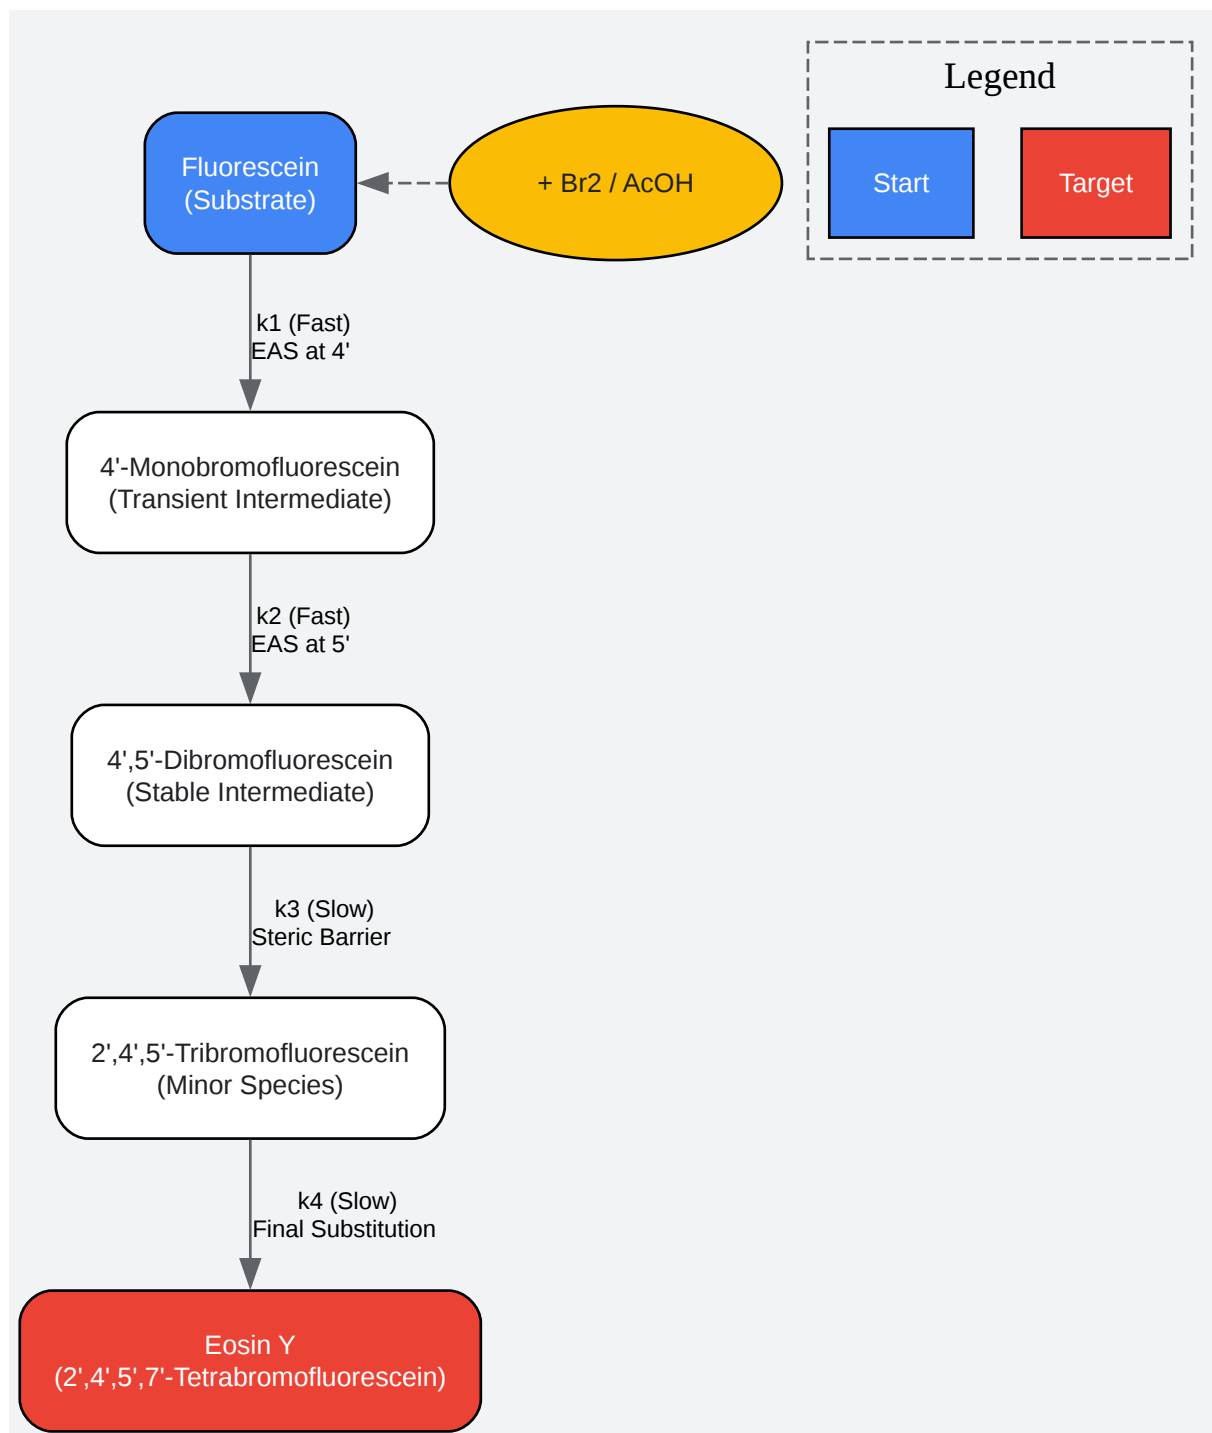 Legend
Start
Target
Fluorescein
(Substrate)
+ Br2 / AcOH
k1 (Fast)
EAS at 4'
4'-Monobromofluorescein
(Transient Intermediate)
k2 (Fast)
EAS at 5'
4',5'-Dibromofluorescein
(Stable Intermediate)
k3 (Slow)
Steric Barrier
2',4',5'-Tribromofluorescein
(Minor Species)
k4 (Slow)
Final Substitution
Eosin Y
(2',4',5',7'-Tetrabromofluorescein)